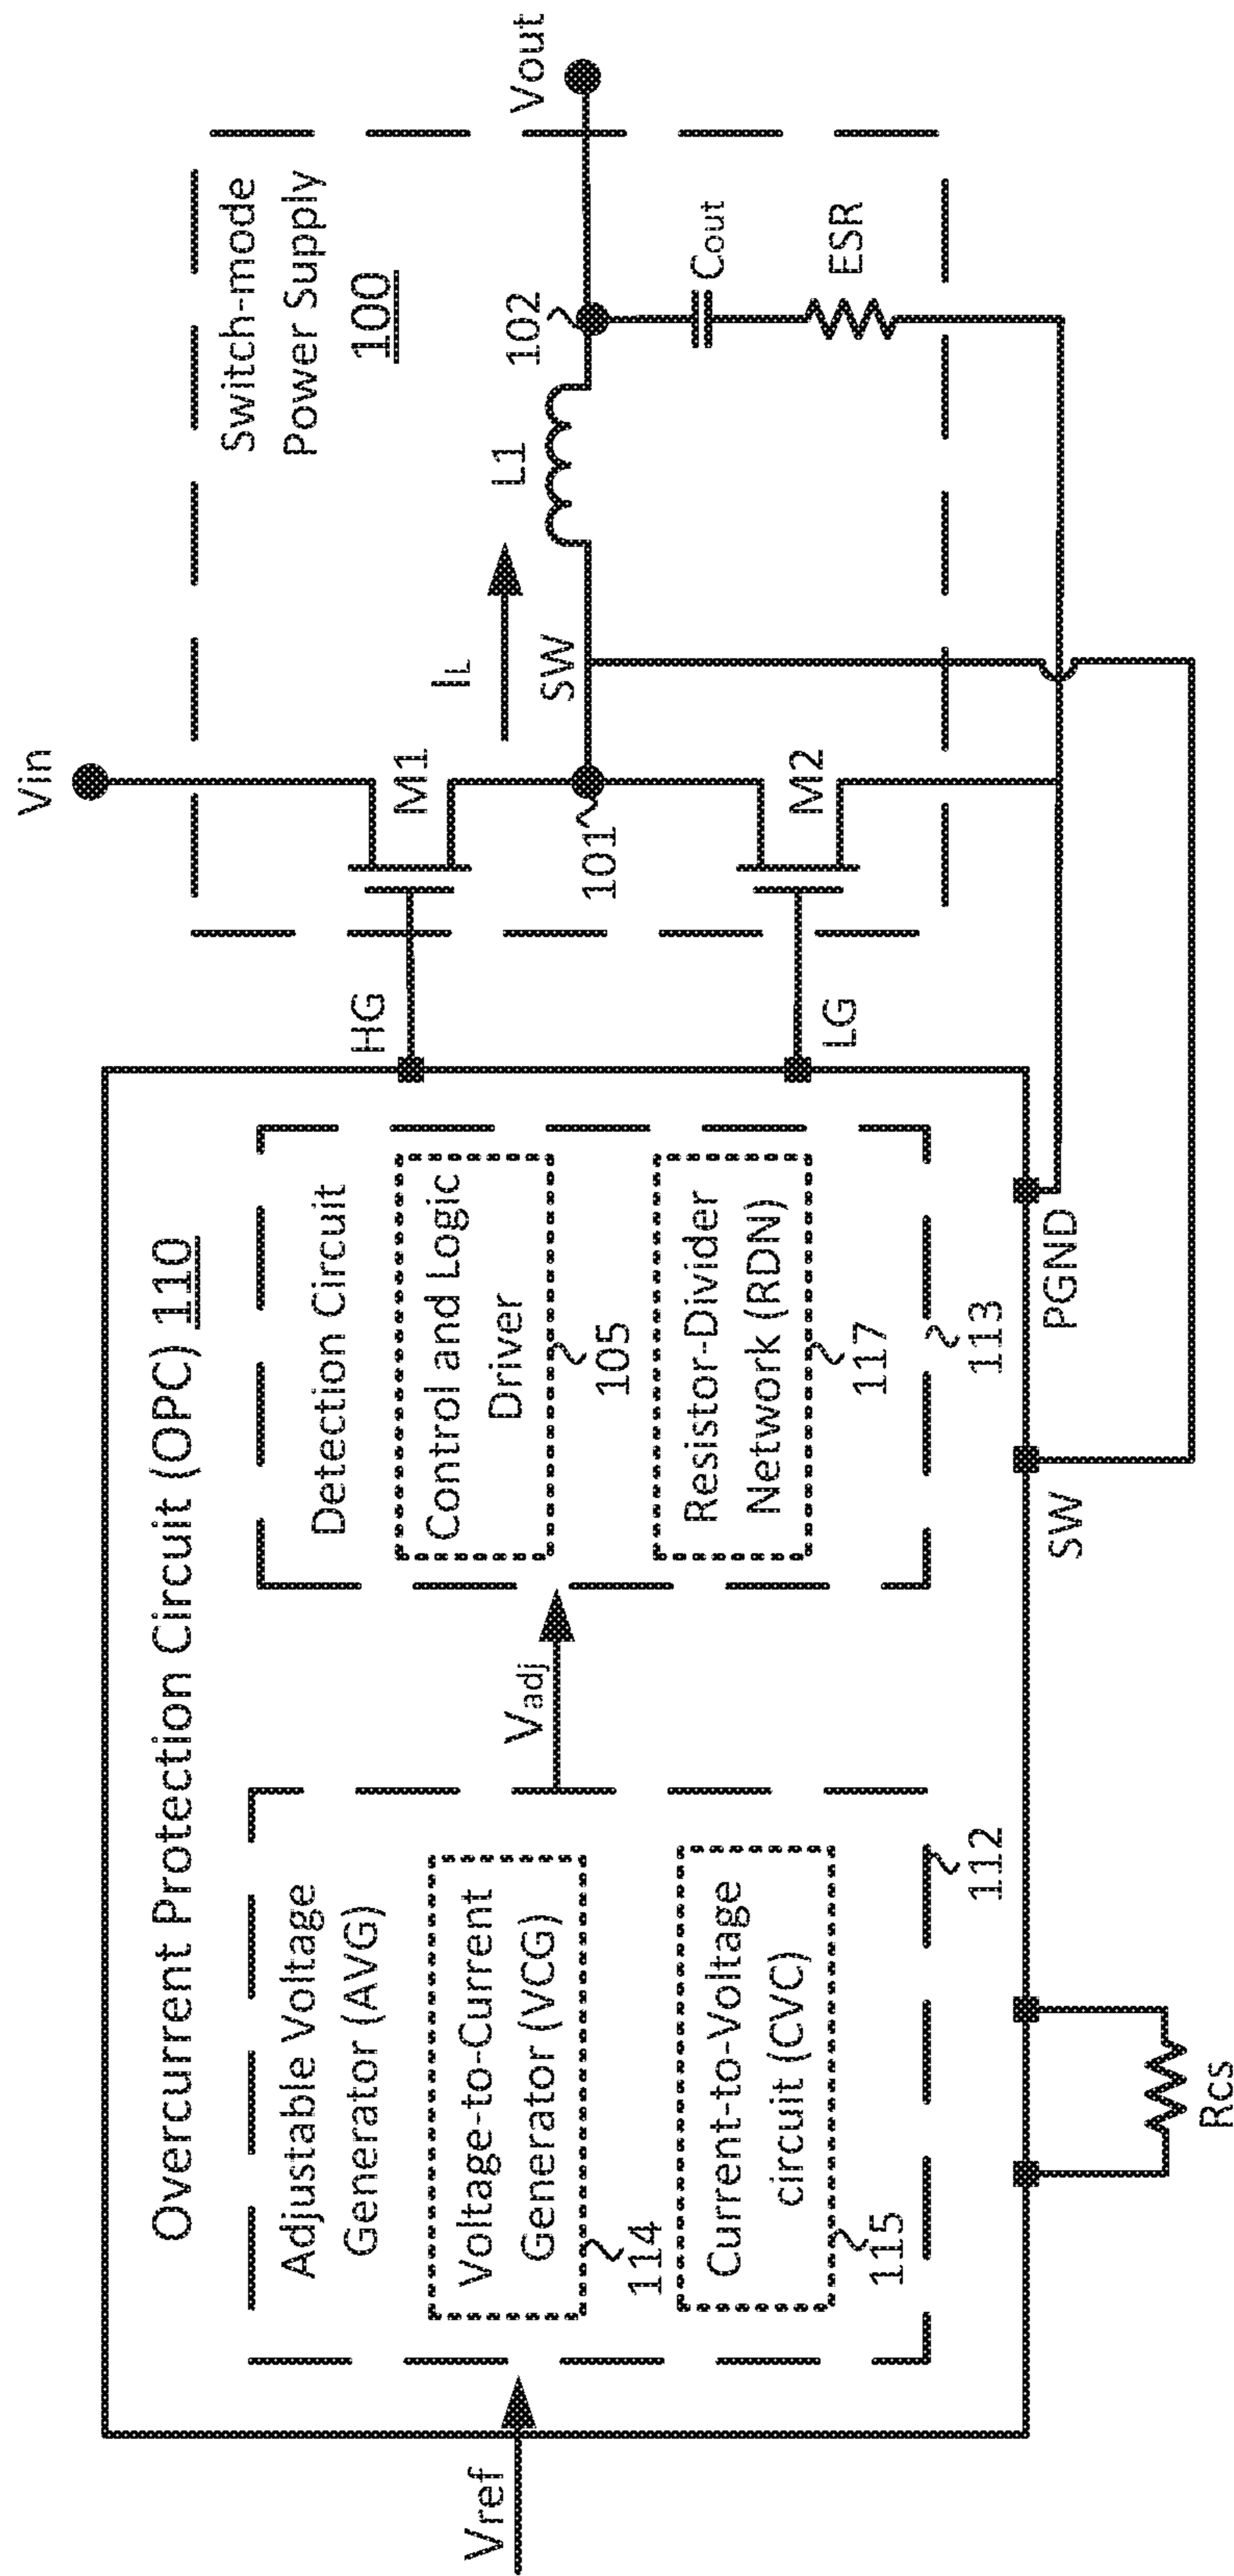 Overcurrent Protection Circuit (OPC) 110
Vref
Adjustable Voltage
Generator (AVG)
Voltage-to-Current
Generator (VCG)
114
Current-to-Voltage
circuit (CVC)
115
112
Vadj
Detection Circuit
Control and Logic
Driver
105
Resistor-Divider
Network (RDN)
117
113
Rcs
SW
PGND
HG
LG
Vin
Switch-mode
Power Supply
100
M1
IL
101
SW
L1
102
Vout
M2
Cout
ESR